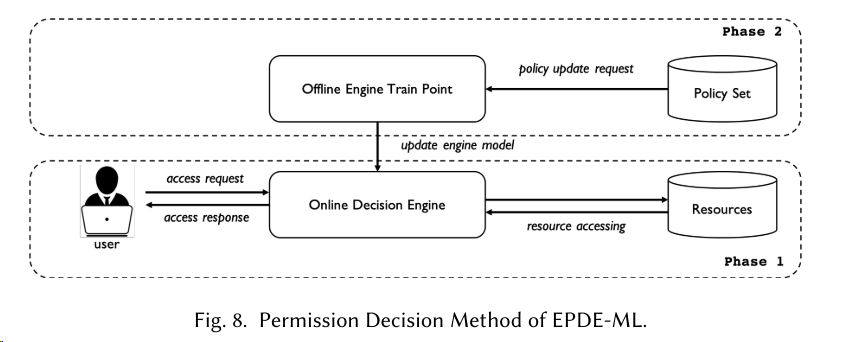 Phase 2
policy update request
Offline Engine Train Point
Policy Set
update engine model
access request
Online Decision Engine
Resources
access response
resource accessing
user
Phase 1
Fig. 8. Permission Decision Method of EPDE-ML.